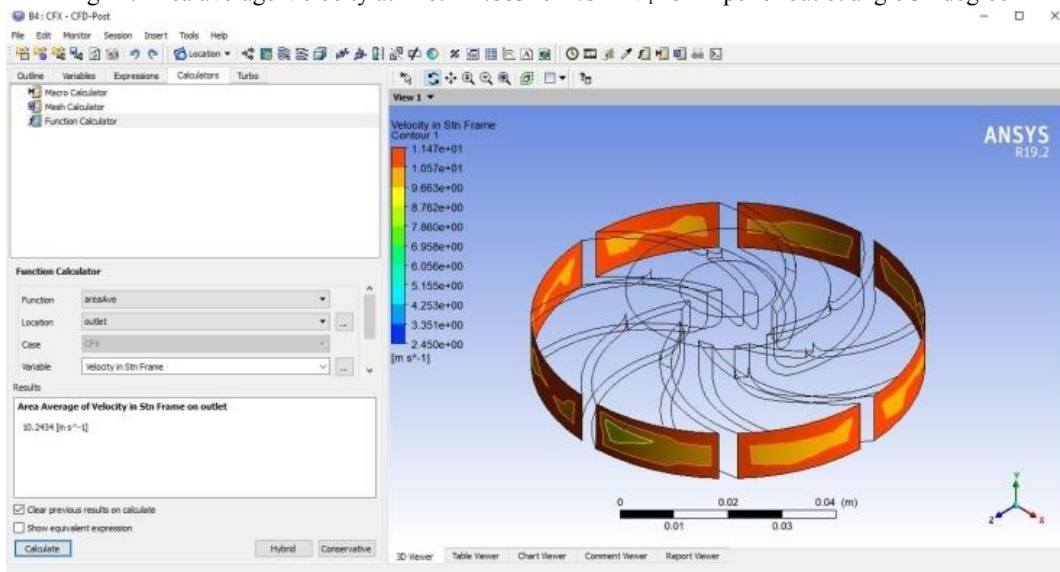 B4 : CFX - CFD-Post
File Edit Monitor Session Insert Tools Help
Location
Outline Variables Expressions Calculators Turbo
Macro Calculator
Mesh Calculator
Function Calculator
Function Calculator
Function areaAve
Location outlet
Case CFX
Variable Velocity in Stn Frame
Results
Area Average of Velocity in Stn Frame on outlet
10.2434 [m s^-1]
Clear previous results on calculate
Show equivalent expression
Calculate Hybrid Conservative
View 1
Velocity in Stn Frame
Contour 1
1.147e+01
1.057e+01
9.663e+00
8.762e+00
7.860e+00
6.958e+00
6.056e+00
5.155e+00
4.253e+00
3.351e+00
2.450e+00
[m s^-1]
ANSYS
R19.2
0 0.02 0.04 (m)
0.01 0.03
Y
Z X
3D Viewer Table Viewer Chart Viewer Comment Viewer Report Viewer